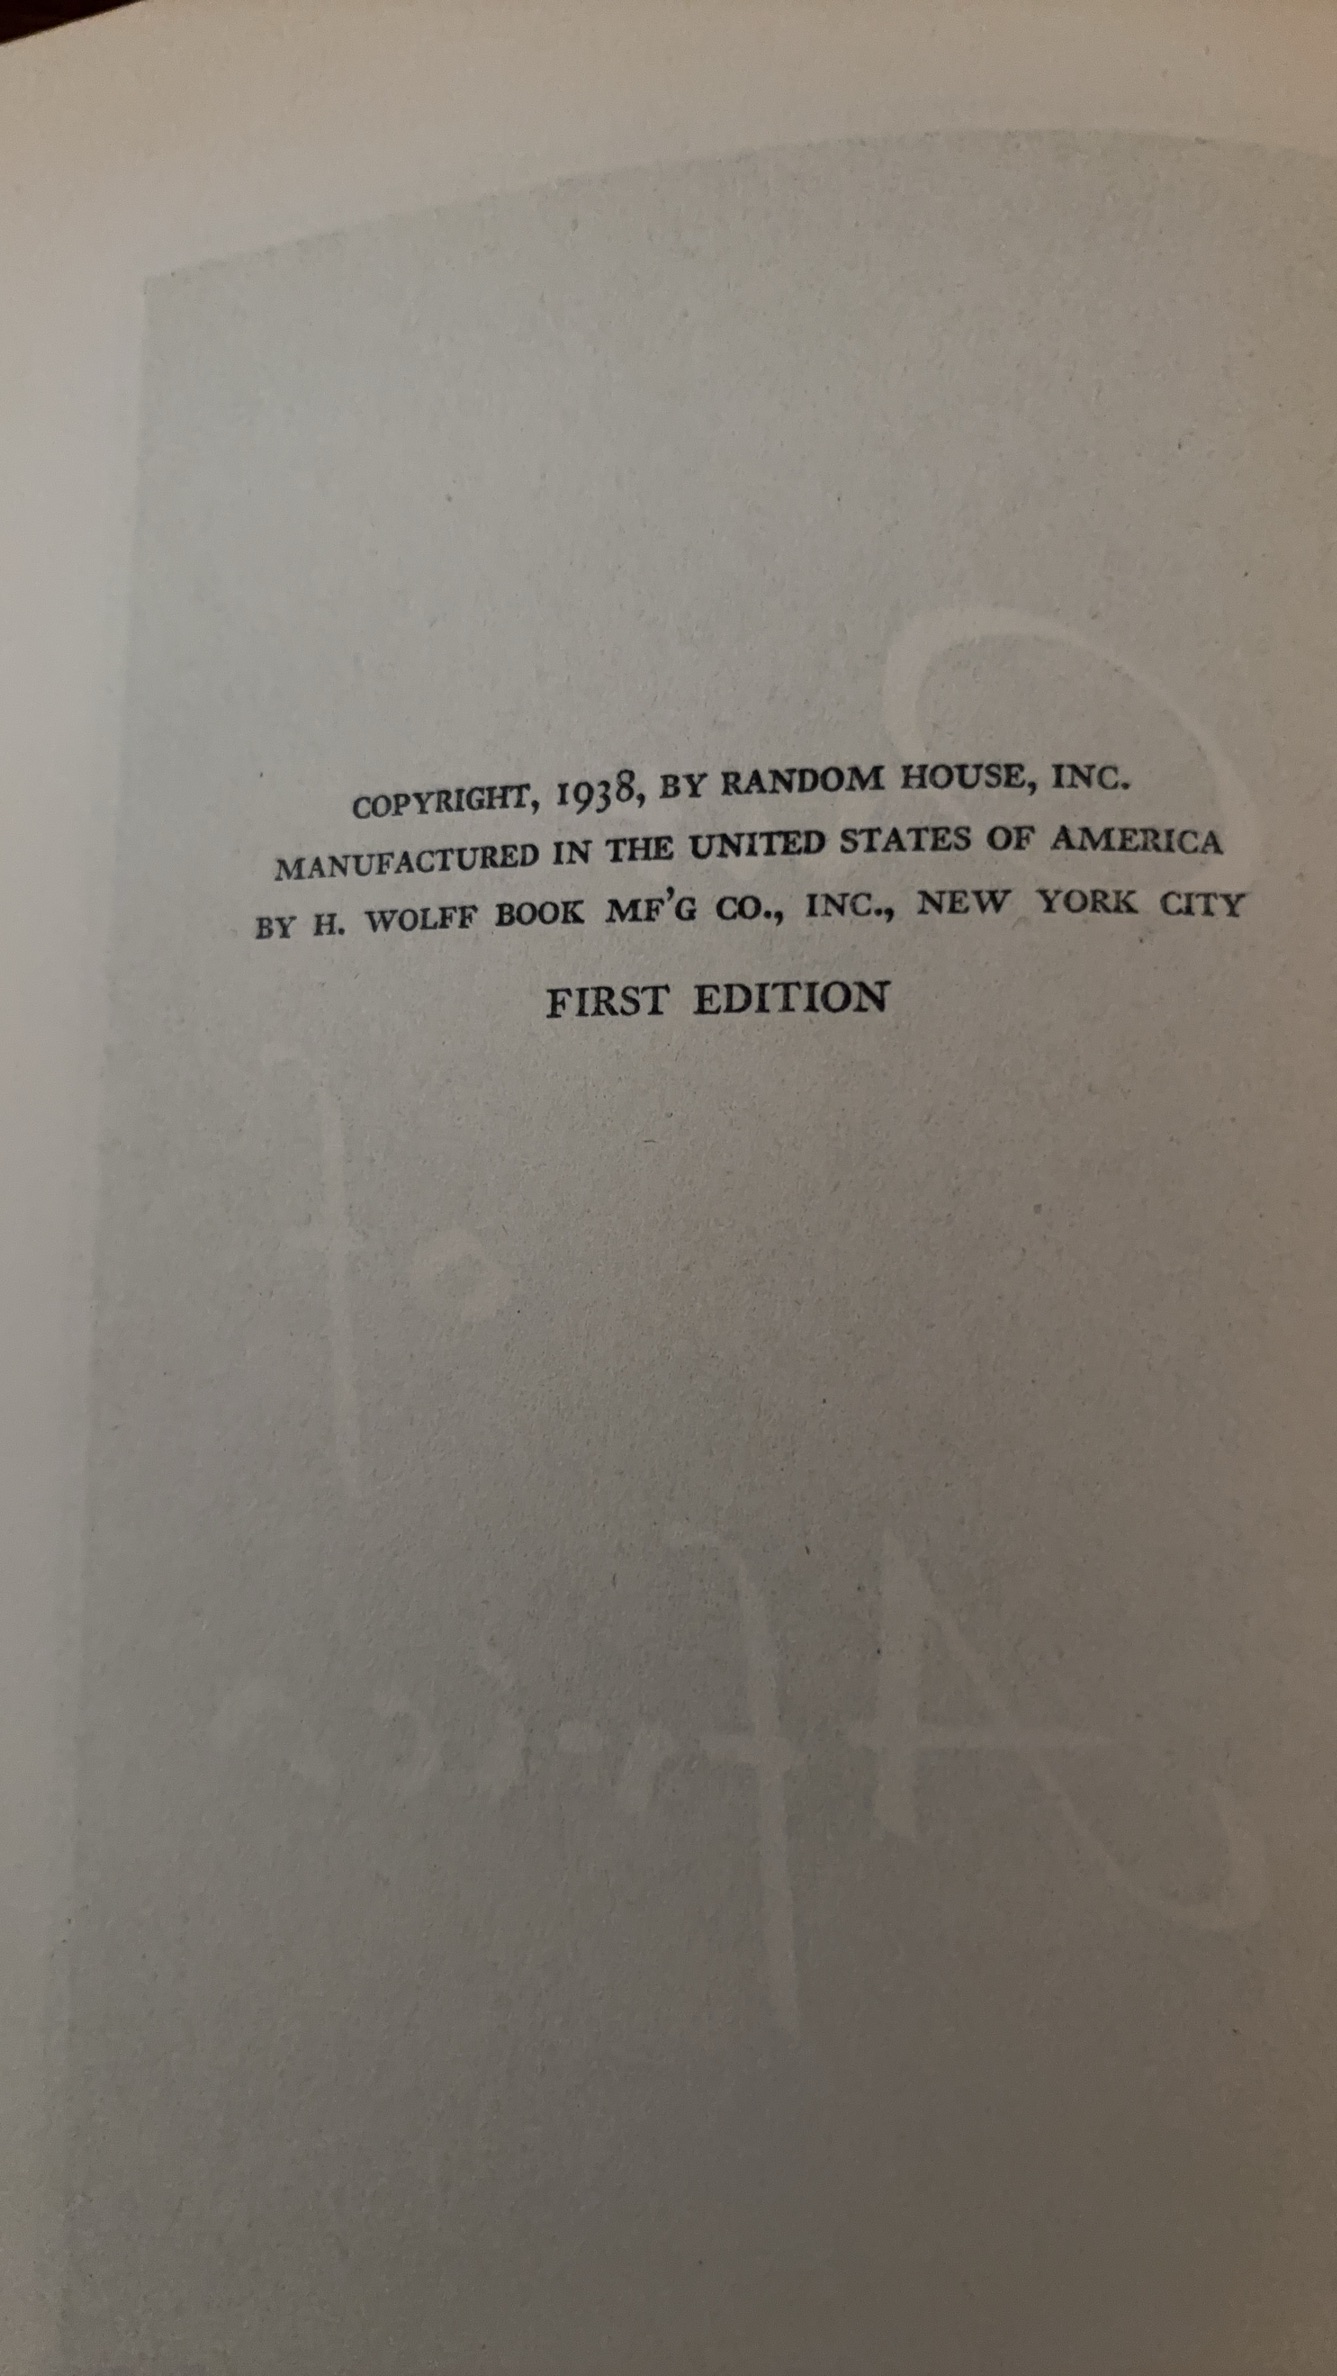 COPYRIGHT, 1938, BY RANDOM HOUSE, INC.
MANUFACTURED IN THE UNITED STATES OF AMERICA
BY H. WOLFF BOOK MF'G CO., INC., NEW YORK CITY
FIRST EDITION